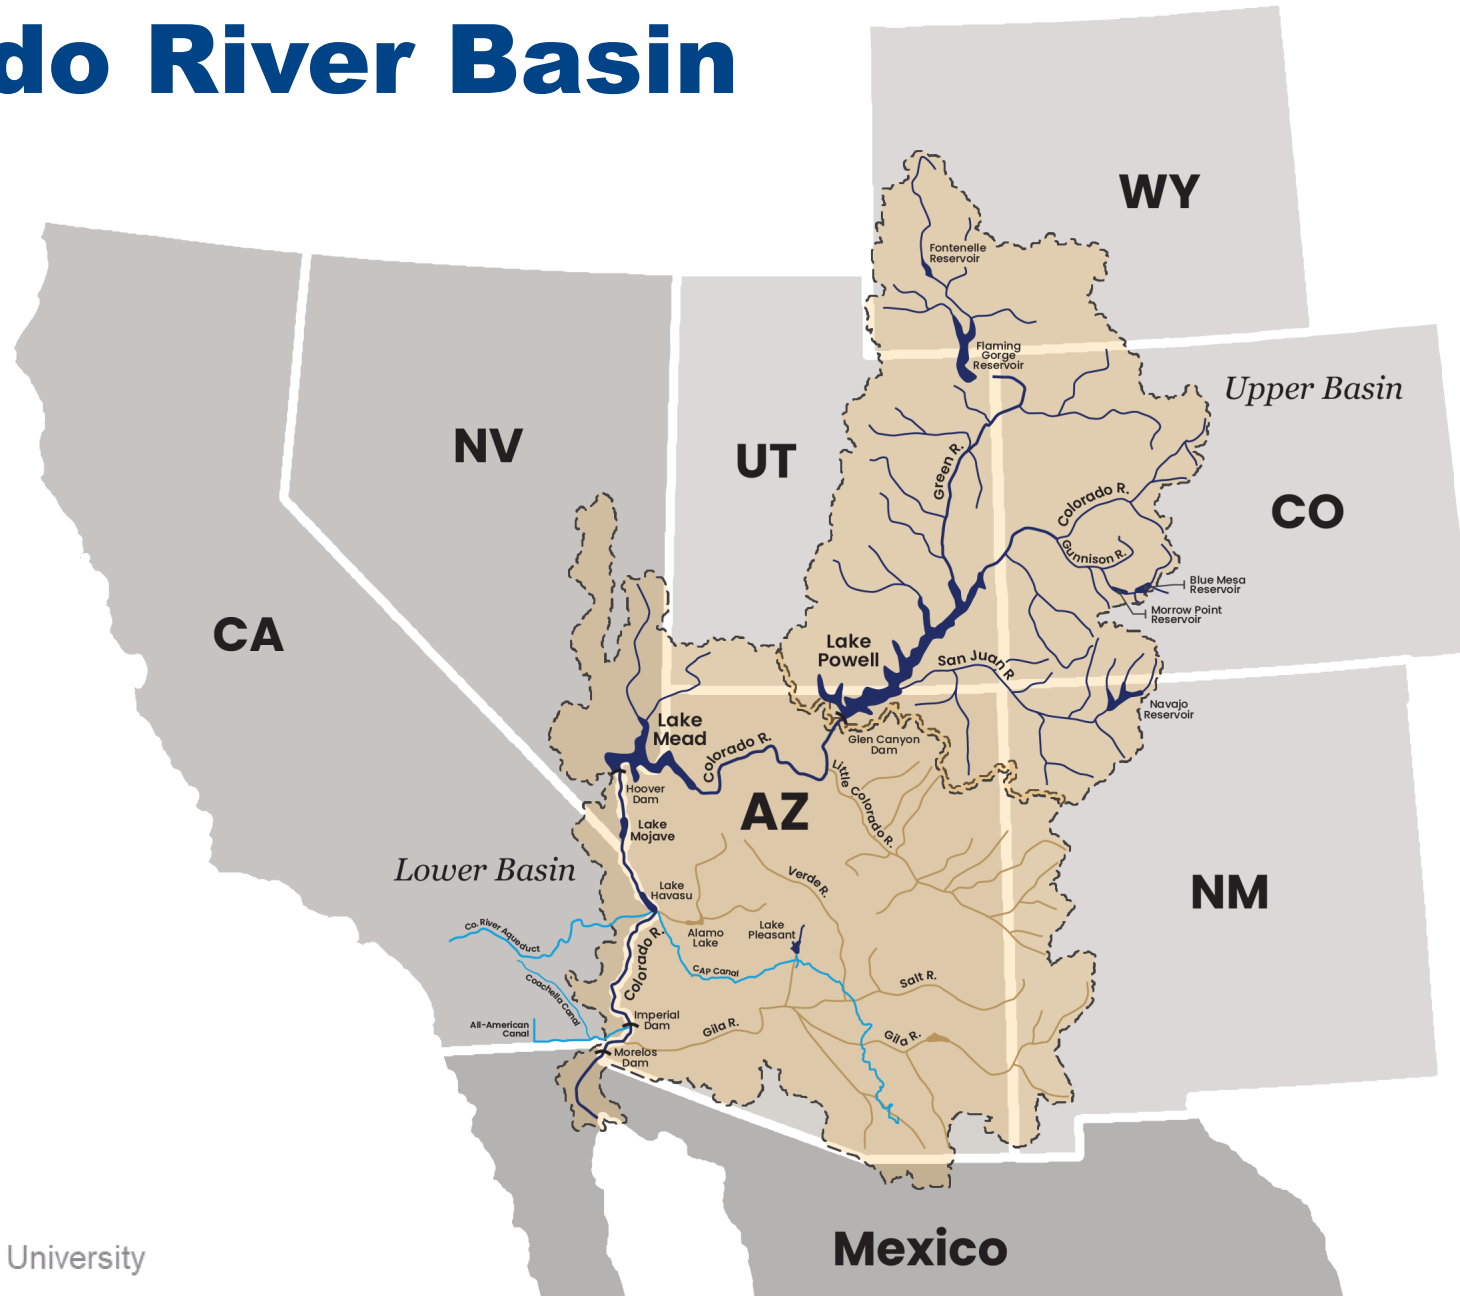 do River Basin
WY
Fontenelle
Reservoir
Flaming
Gorge
Reservoir
Upper Basin
NV
UT
Green R.
Colorado R.
CO
Gunnison R.
Blue Mesa
Reservoir
Morrow Point
Reservoir
CA
Lake
Powell
San Juan R
Navajo
Reservoir
Lake
Mead
Colorado R.
Glen Canyon
Dam
Hoover
Dam
AZ
Little Colorado R.
Lake
Mojave
Lower Basin
Verde R.
Lake
Havasu
NM
Co. River Aqueduct
Alamo
Lake
Lake
Pleasant
Colorado R.
CAP Canal
Coachella Canal
Salt R.
All-American
Canal
Imperial
Dam
Gila R.
Gila R.
Morelos
Dam
Mexico
University